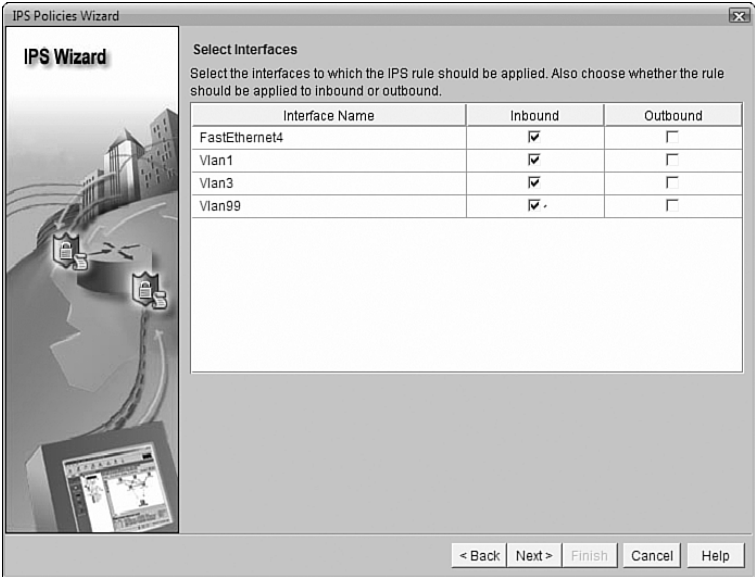 IPS Policies Wizard
IPS Wizard
Select Interfaces
Select the interfaces to which the IPS rule should be applied. Also choose whether the rule
should be applied to inbound or outbound.
Interface Name Inbound Outbound
FastEthernet4
Vlan1
Vlan3
Vlan99
< Back Next > Finish Cancel Help